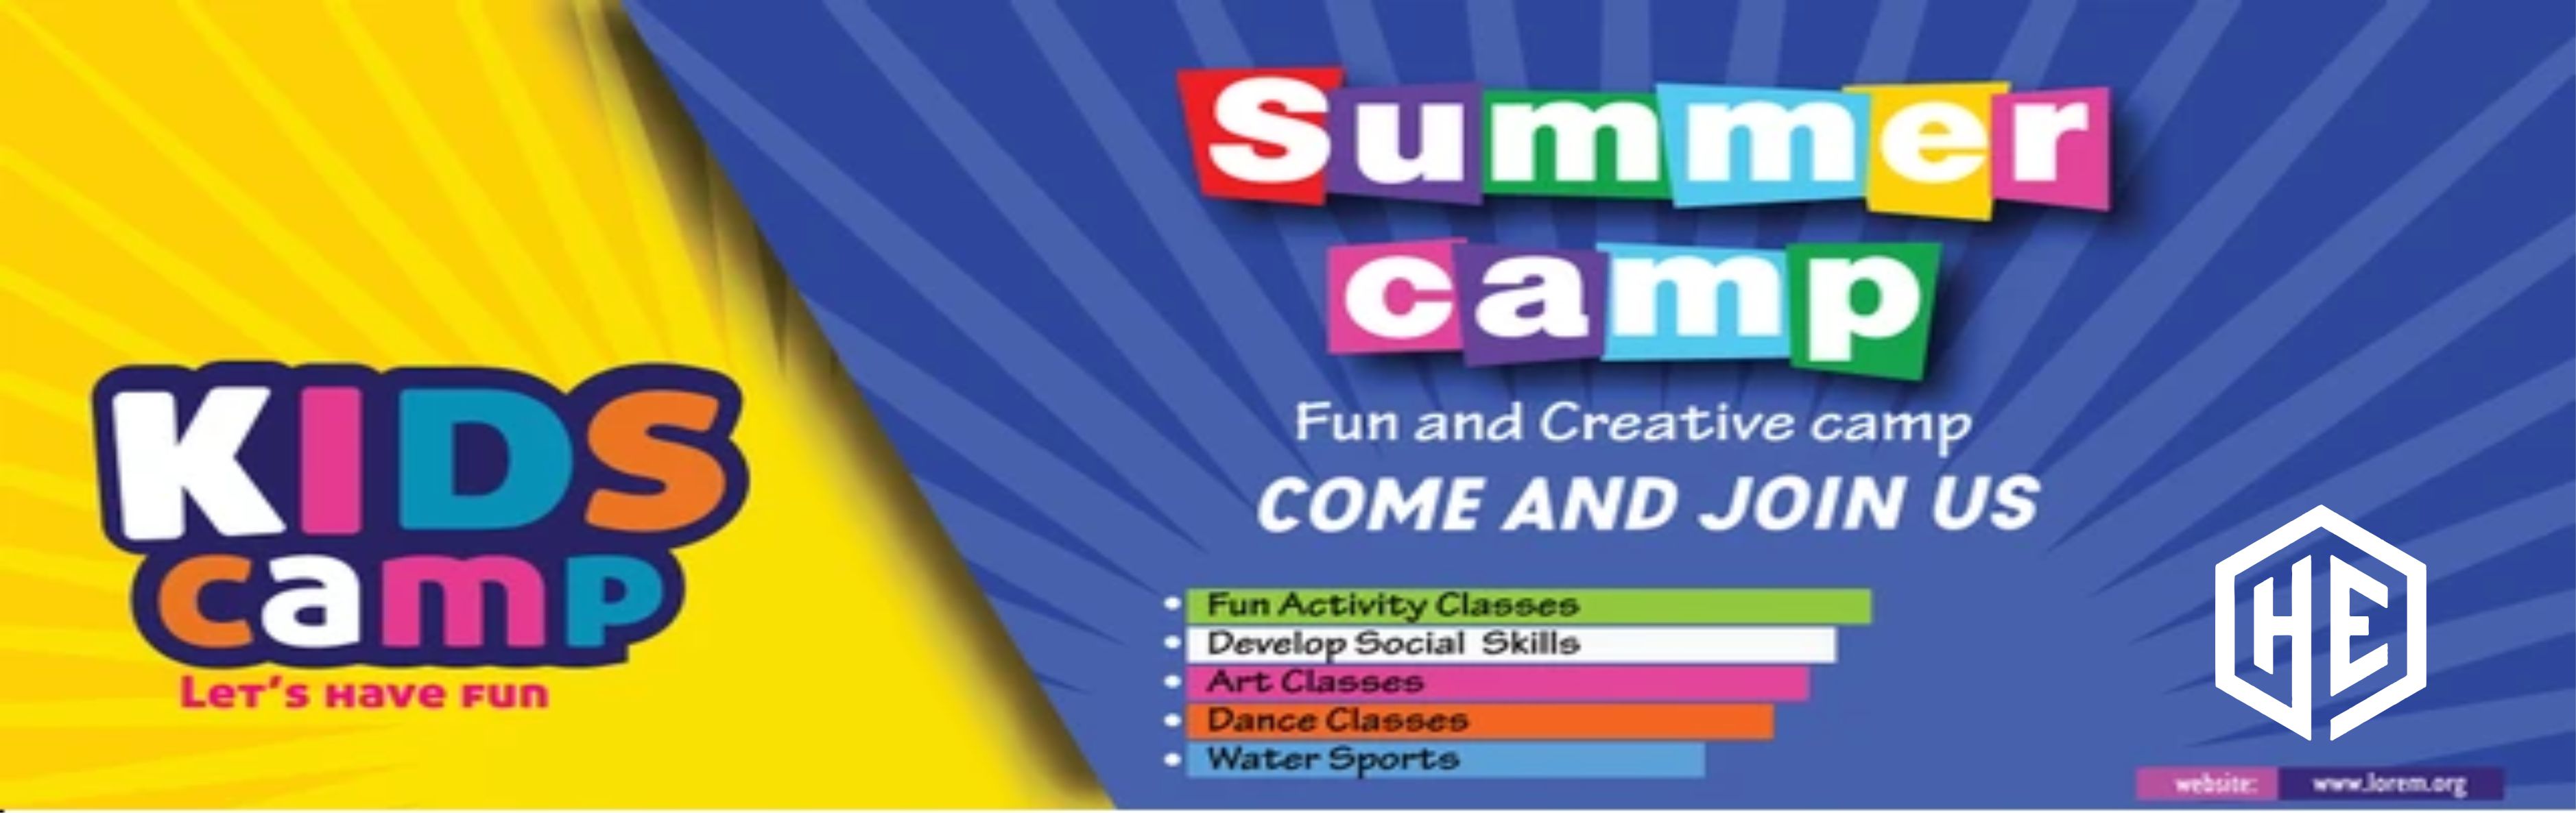 KIDS
camp
Let's Have Fun
Summer
camp
Fun and Creative camp
COME AND JOIN US
• Fun Activity Classes
• Develop Social Skills
• Art Classes
• Dance Classes
• Water Sports
HE
website: www.lorem.org